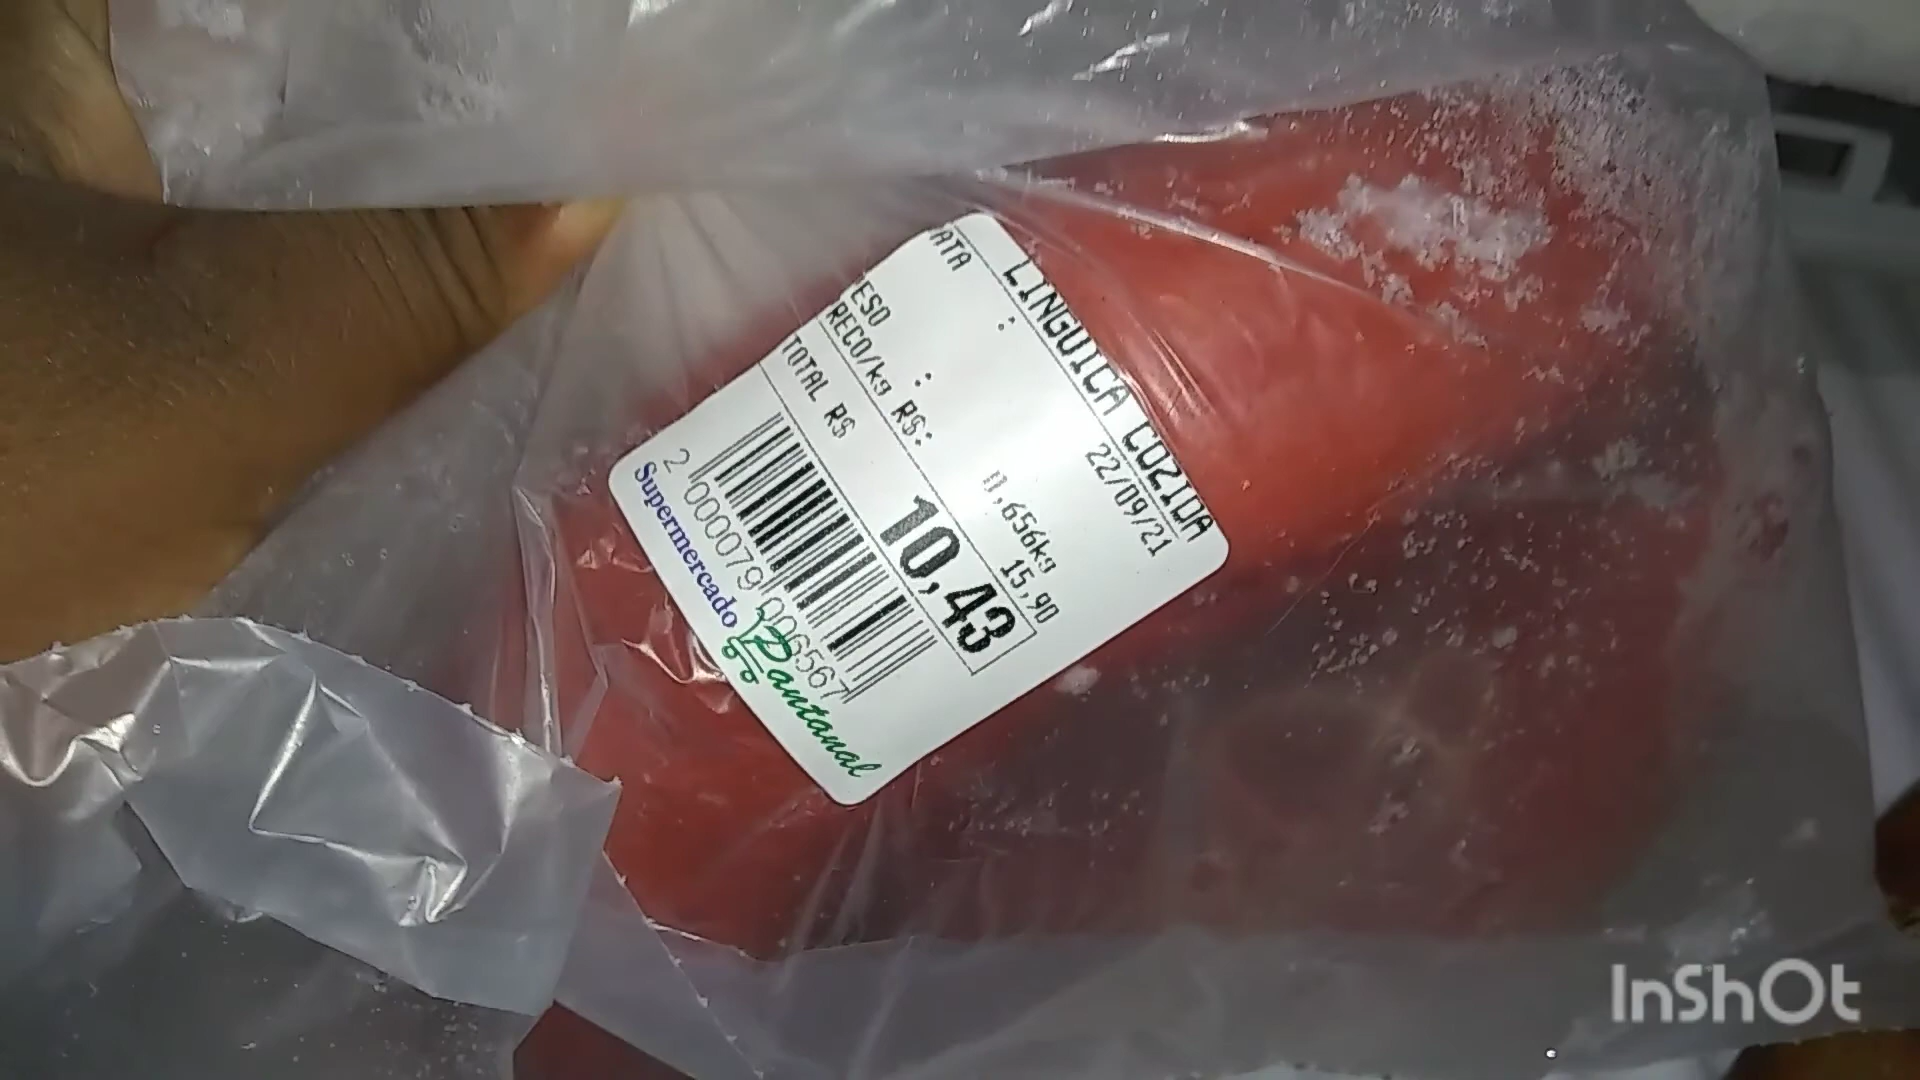 LINGUICA COZIDA
ATA : 22/09/21
ESO : 0,656kg
RECO/kg R$: 15,90
TOTAL R$ 10,43
2 000079 006567
Supermercado Pantanal
InShOt